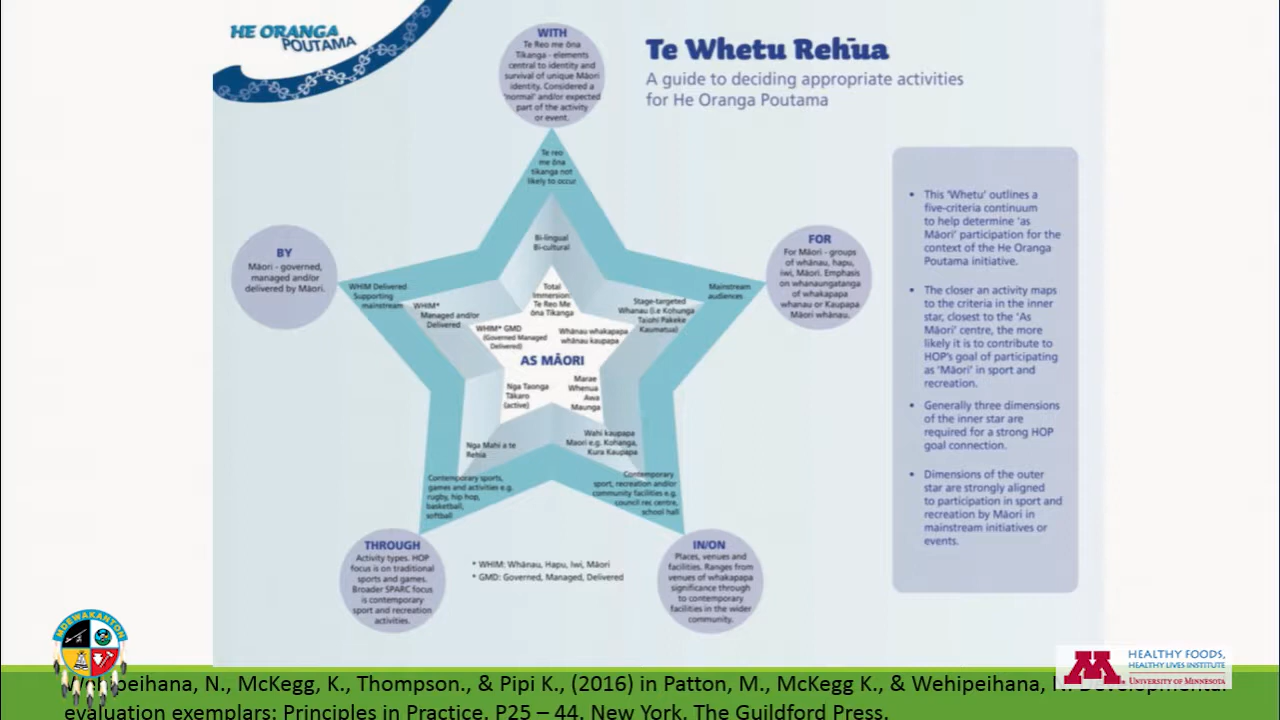 HE ORANGA
POUTAMA
Te Whetu Rehūa
A guide to deciding appropriate activities
for He Oranga Poutama
WITH
Te Reo me ōna
Tikanga - elements
central to identity and
survival of unique Māori
identity. Considered a
'normal' and/or expected
part of the activity
or event.
Te reo
me ōna
tikanga not
likely to occur
Bi-lingual
Bi-cultural
Total
Immersion:
Te Reo Me
ōna Tikanga
BY
Māori - governed,
managed and/or
delivered by Māori.
WHIM Delivered
Supporting
mainstream
WHIM*
Managed and/or
Delivered
WHIM* GMD
(Governed Managed
Delivered)
FOR
For Māori - groups
of whānau, hapu,
iwi, Māori. Emphasis
on whanaungatanga
of whakapapa
whanau or Kaupapa
Māori whānau.
Mainstream
audiences
Stage-targeted
Whanau (i.e Kohunga
Taiohi Pakeke
Kaumatua)
Whānau whakapapa
whānau kaupapa
AS MĀORI
Nga Taonga
Tākaro
(active)
Marae
Whenua
Awa
Maunga
Nga Mahi a te
Rehia
Wahi kaupapa
Maori e.g. Kohanga,
Kura Kaupapa
Contemporary sports,
games and activities e.g.
rugby, hip hop,
basketball,
softball
Contemporary
sport, recreation and/or
community facilities e.g.
council rec centre,
school hall
THROUGH
Activity types. HOP
focus is on traditional
sports and games.
Broader SPARC focus
is contemporary
sport and recreation
activities.
* WHIM: Whānau, Hapu, Iwi, Māori
* GMD: Governed, Managed, Delivered
IN/ON
Places, venues and
facilities. Ranges from
venues of whakapapa
significance through
to contemporary
facilities in the wider
community.
• This 'Whetu' outlines a
five-criteria continuum
to help determine 'as
Māori' participation for the
context of the He Oranga
Poutama initiative.
• The closer an activity maps
to the criteria in the inner
star, closest to the 'As
Māori' centre, the more
likely it is to contribute to
HOP's goal of participating
as 'Māori' in sport and
recreation.
• Generally three dimensions
of the inner star are
required for a strong HOP
goal connection.
• Dimensions of the outer
star are strongly aligned
to participation in sport and
recreation by Māori in
mainstream initiatives or
events.
MDEWAKANTON
M
HEALTHY FOODS,
HEALTHY LIVES INSTITUTE
UNIVERSITY OF MINNESOTA
N., McKegg, K., Thompson., & Pipi K., (2016) in Patton, M., McKegg K., & Wehipeihana,
evaluation exemplars: Principles in Practice. P25 – 44. New York. The Guildford Press.